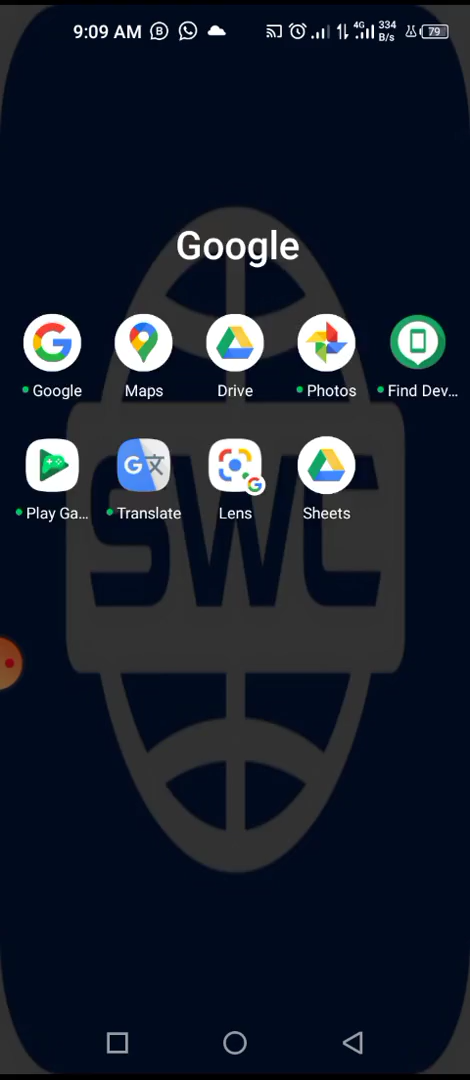 9:09 AM B 4G 334 B/s 79
Google
Google Maps Drive Photos Find Dev...
Play Ga... Translate Lens Sheets
SWC